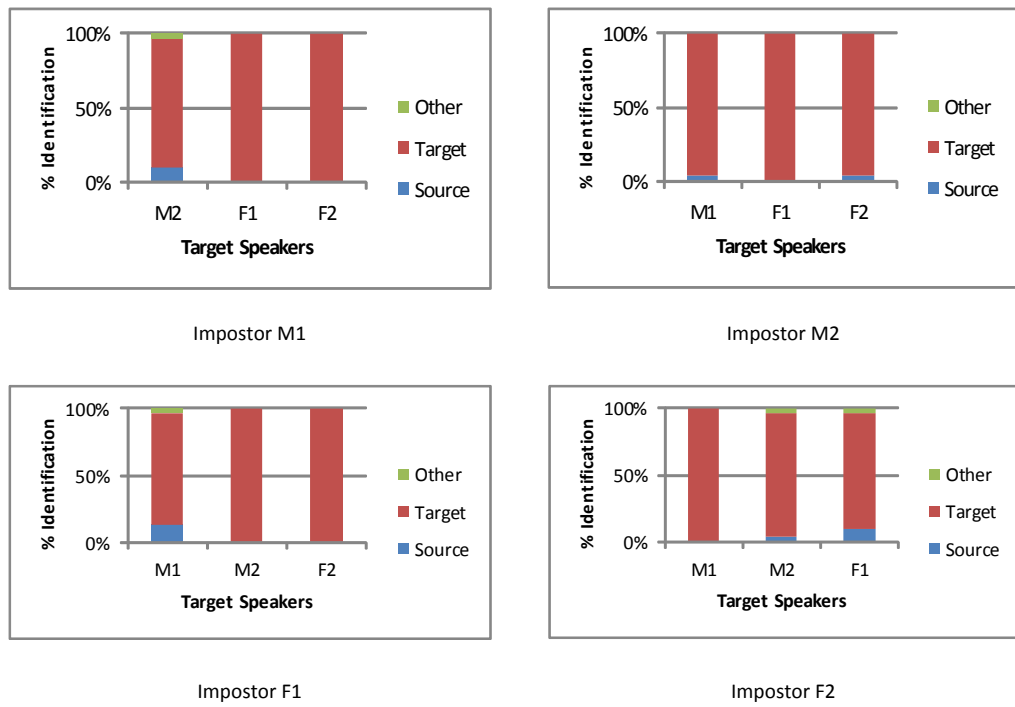 100%
50%
0%
% Identification
M2 F1 F2
Target Speakers
Other
Target
Source
Impostor M1
100%
50%
0%
% Identification
M1 F1 F2
Target Speakers
Other
Target
Source
Impostor M2
100%
50%
0%
% Identification
M1 M2 F2
Target Speakers
Other
Target
Source
Impostor F1
100%
50%
0%
% Identification
M1 M2 F1
Target Speakers
Other
Target
Source
Impostor F2